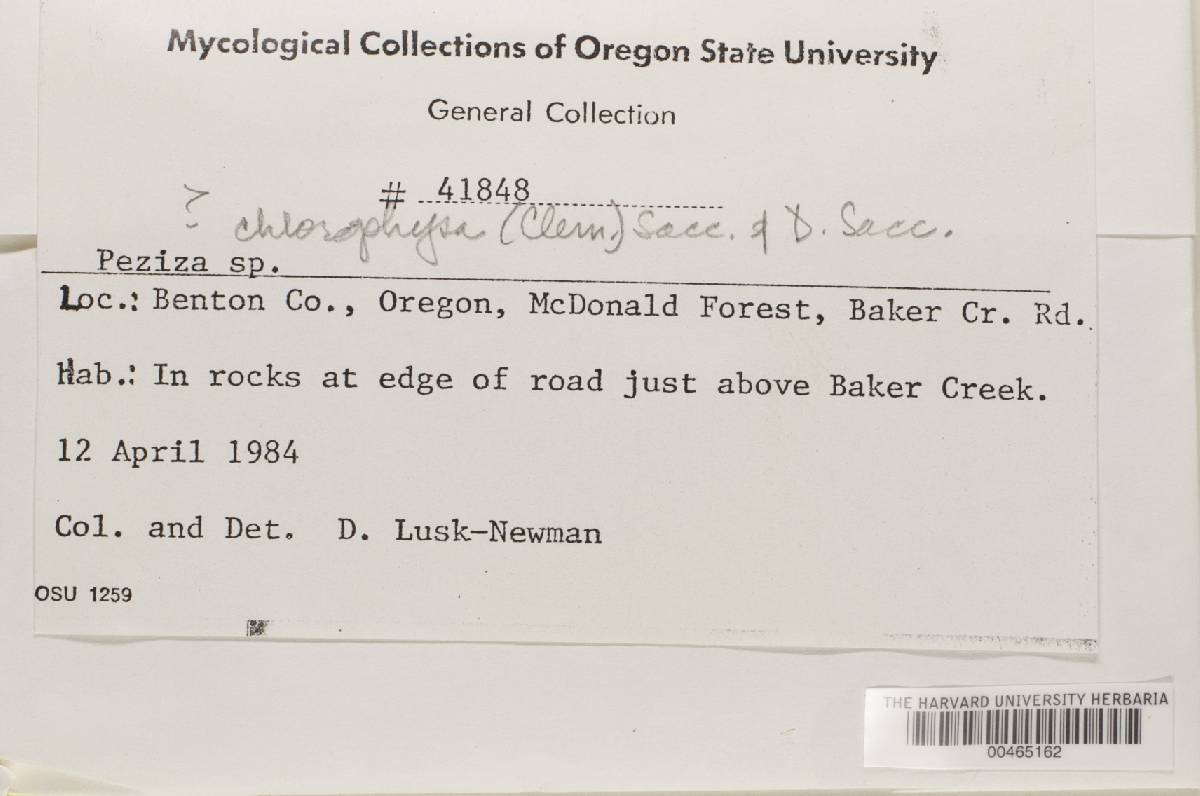 Mycological Collections of Oregon State University
General Collection
# 41848
? chlorophysa (Clem.) Sacc. & D. Sacc.
Peziza sp.
Loc.: Benton Co., Oregon, McDonald Forest, Baker Cr. Rd.
Hab.: In rocks at edge of road just above Baker Creek.
12 April 1984
Col. and Det. D. Lusk-Newman
OSU 1259
THE HARVARD UNIVERSITY HERBARIA
00465162